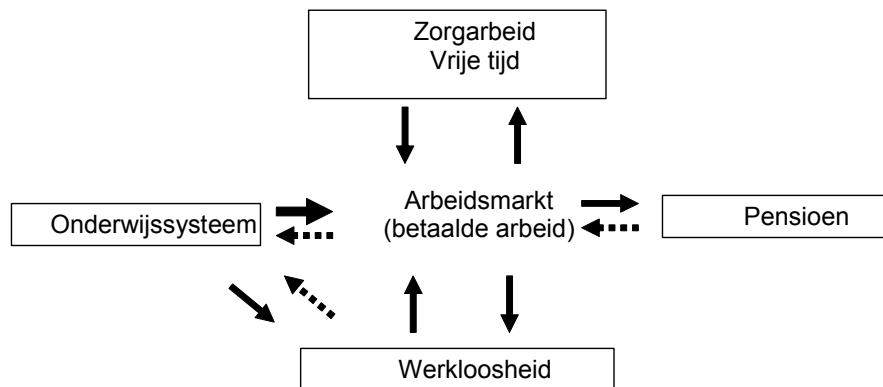 Zorgarbeid
Vrije tijd
Arbeidsmarkt
(betaalde arbeid)
Onderwijssysteem
Pensioen
Werkloosheid